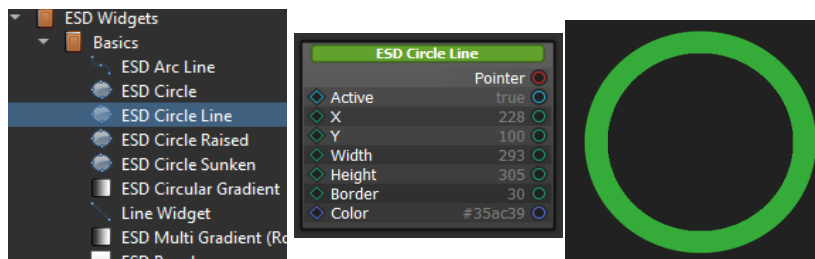 ESD Widgets
Basics
ESD Arc Line
ESD Circle
ESD Circle Line
ESD Circle Raised
ESD Circle Sunken
ESD Circular Gradient
Line Widget
ESD Multi Gradient (Ro
ESD Circle Line
Pointer
Active true
X 228
Y 100
Width 293
Height 305
Border 30
Color #35ac39